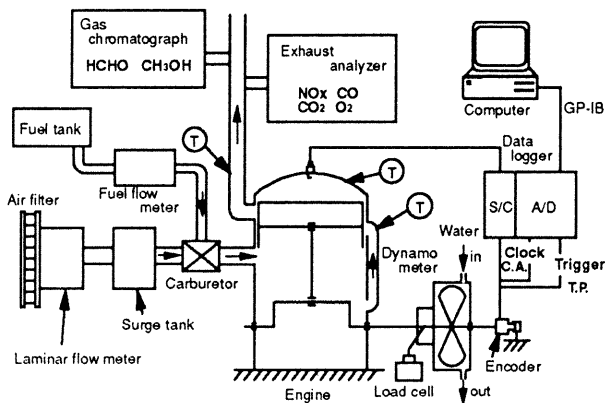 Gas
chromatograph
HCHO CH3OH
Exhaust
analyzer
NOx CO
CO2 O2
Computer
GP-IB
Fuel tank
Fuel flow
meter
T
T
T
Data
logger
S/C
A/D
Air filter
Carburetor
Surge tank
Laminar flow meter
Dynamo
meter
Water
in
Clock
C.A.
Trigger
T.P.
Encoder
Load cell
out
Engine